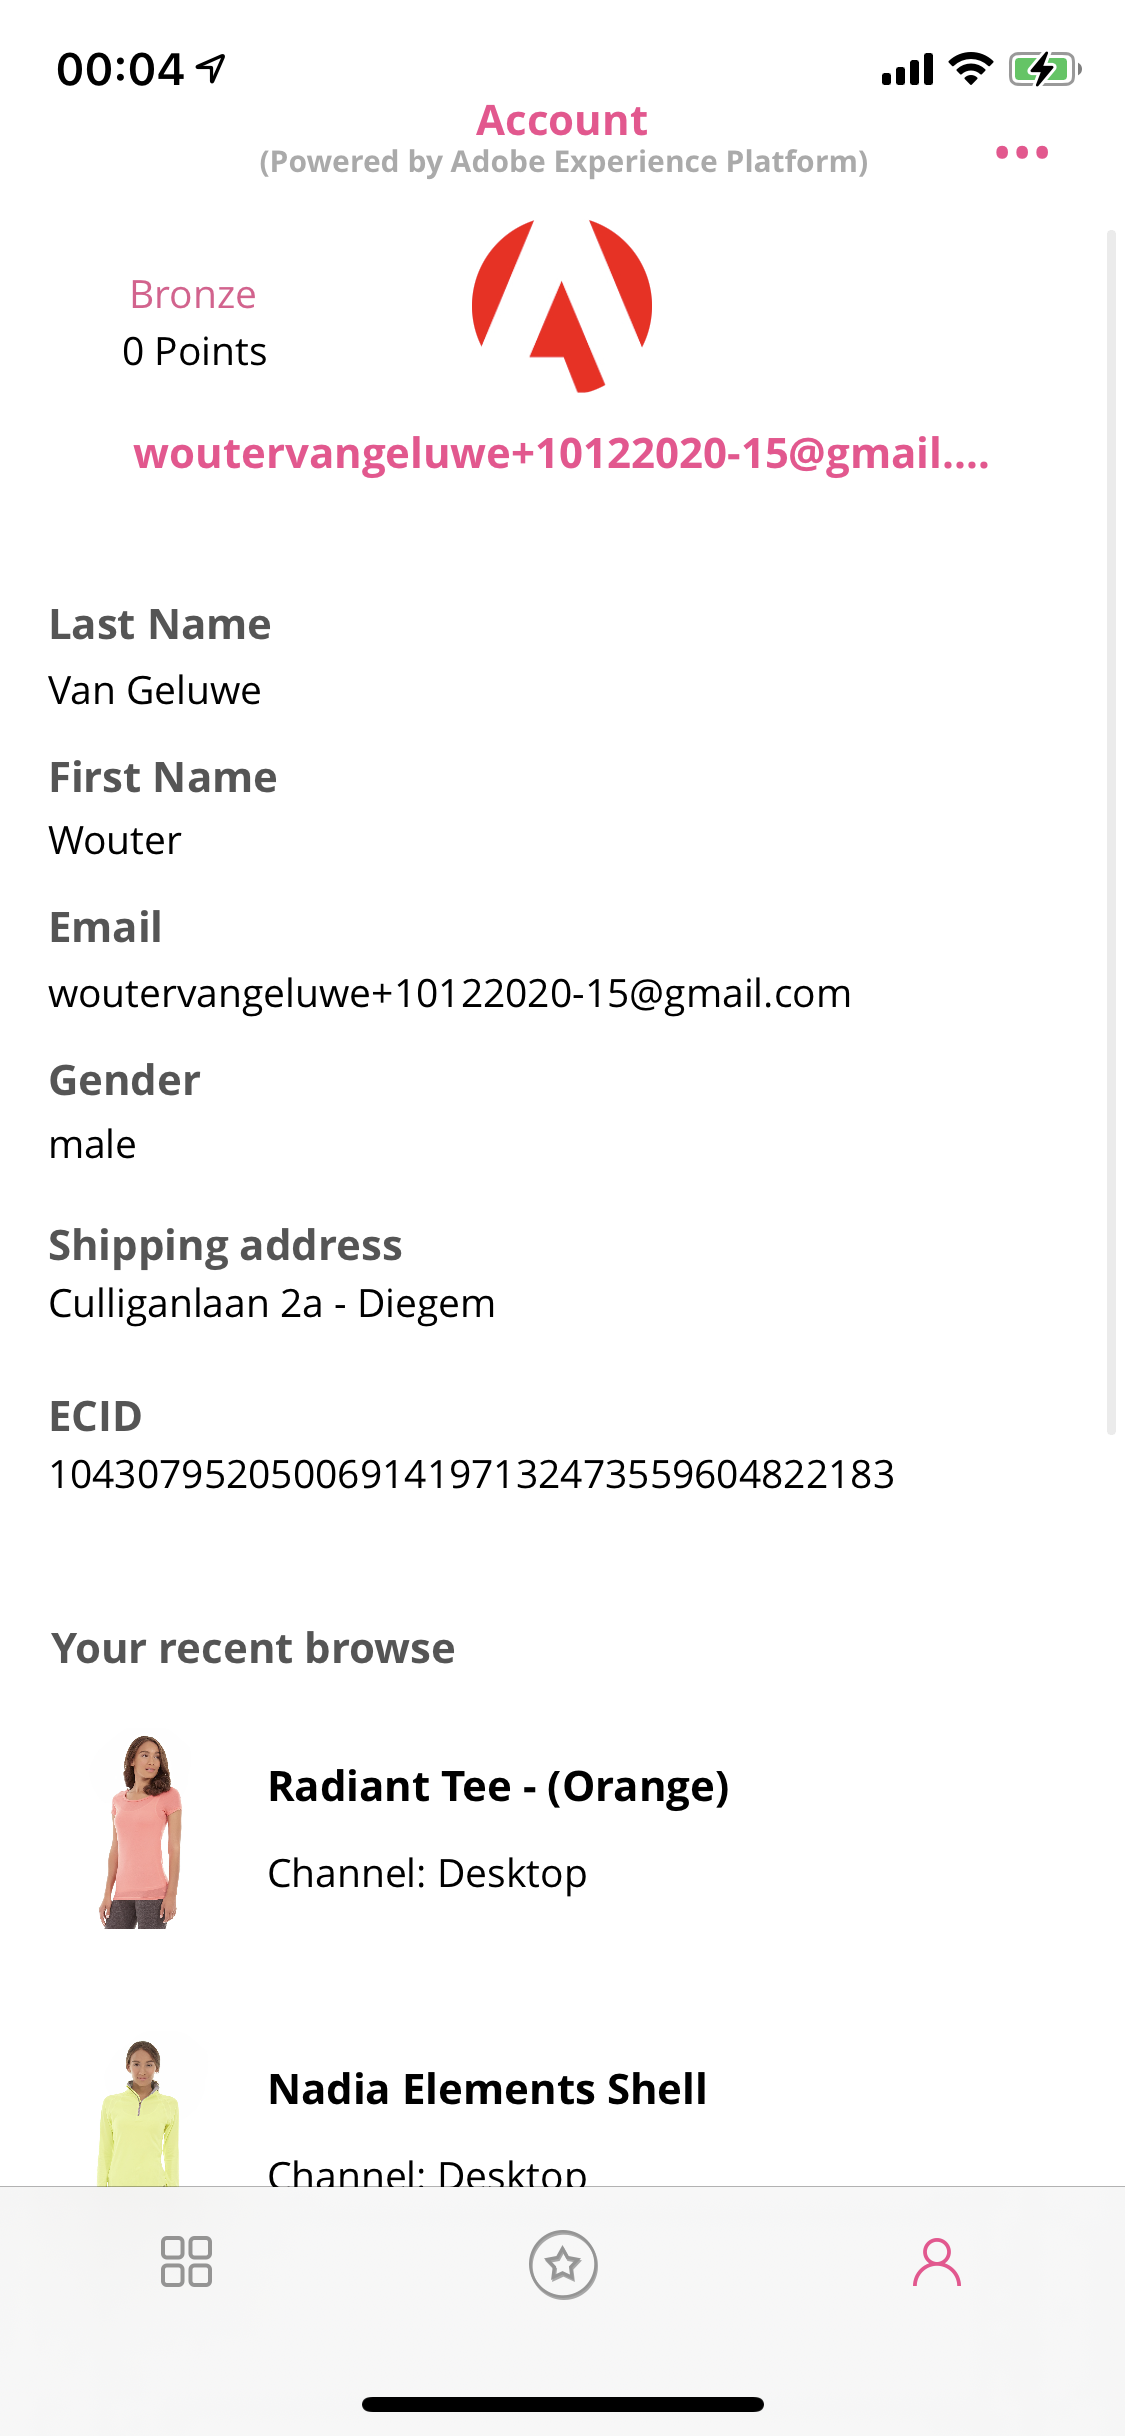 00:04
Account
(Powered by Adobe Experience Platform)
Bronze
0 Points
woutervangeluwe+10122020-15@gmail....
Last Name
Van Geluwe
First Name
Wouter
Email
woutervangeluwe+10122020-15@gmail.com
Gender
male
Shipping address
Culliganlaan 2a - Diegem
ECID
10430795205006914197132473559604822183
Your recent browse
Radiant Tee - (Orange)
Channel: Desktop
Nadia Elements Shell
Channel: Desktop